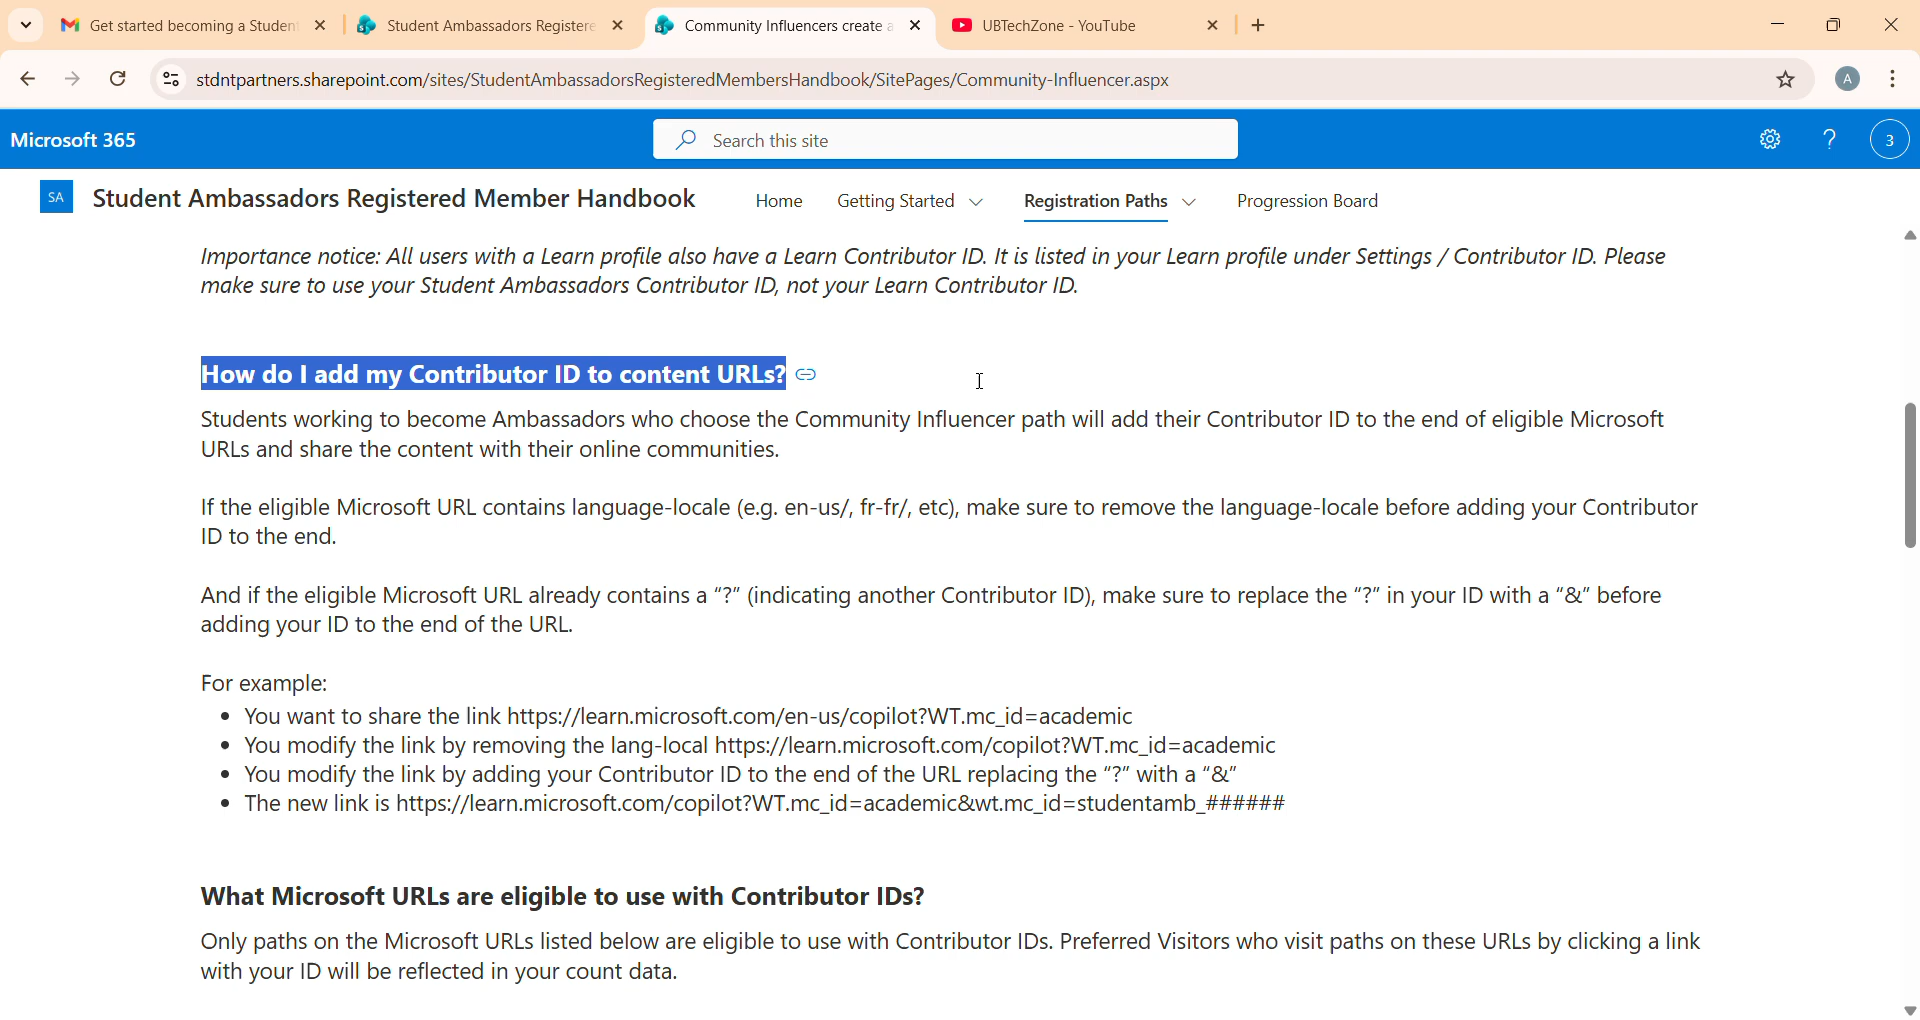 Get started becoming a Studen
Student Ambassadors Registere
Community Influencers create a
UBTechZone - YouTube
stdntpartners.sharepoint.com/sites/StudentAmbassadorsRegisteredMembersHandbook/SitePages/Community-Influencer.aspx
A
Microsoft 365
Search this site
?
3
SA
Student Ambassadors Registered Member Handbook
Home
Getting Started
Registration Paths
Progression Board
Importance notice: All users with a Learn profile also have a Learn Contributor ID. It is listed in your Learn profile under Settings / Contributor ID. Please
make sure to use your Student Ambassadors Contributor ID, not your Learn Contributor ID.
How do I add my Contributor ID to content URLs?
Students working to become Ambassadors who choose the Community Influencer path will add their Contributor ID to the end of eligible Microsoft
URLs and share the content with their online communities.
If the eligible Microsoft URL contains language-locale (e.g. en-us/, fr-fr/, etc), make sure to remove the language-locale before adding your Contributor
ID to the end.
And if the eligible Microsoft URL already contains a “?” (indicating another Contributor ID), make sure to replace the “?” in your ID with a “&” before
adding your ID to the end of the URL.
For example:
• You want to share the link https://learn.microsoft.com/en-us/copilot?WT.mc_id=academic
• You modify the link by removing the lang-local https://learn.microsoft.com/copilot?WT.mc_id=academic
• You modify the link by adding your Contributor ID to the end of the URL replacing the “?” with a “&”
• The new link is https://learn.microsoft.com/copilot?WT.mc_id=academic&wt.mc_id=studentamb_######
What Microsoft URLs are eligible to use with Contributor IDs?
Only paths on the Microsoft URLs listed below are eligible to use with Contributor IDs. Preferred Visitors who visit paths on these URLs by clicking a link
with your ID will be reflected in your count data.